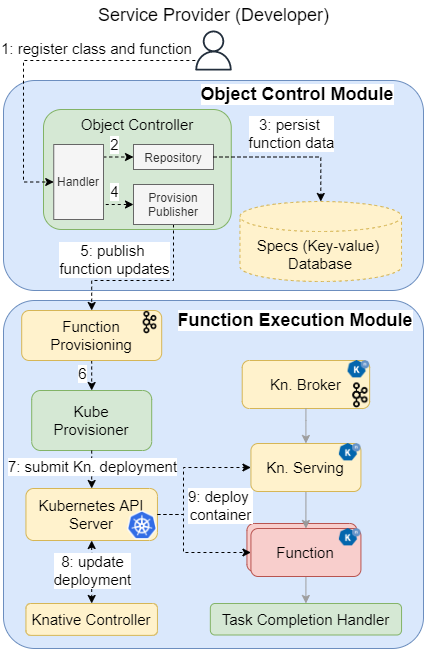 Service Provider (Developer)
1: register class and function
Object Control Module
Object Controller
2
3: persist
function data
Handler
Repository
4
Provision
Publisher
Specs (Key-value)
Database
5: publish
function updates
Function Execution Module
Function
Provisioning
6
Kn. Broker
Kube
Provisioner
7: submit Kn. deployment
Kn. Serving
Kubernetes API
Server
9: deploy
container
8: update
deployment
Function
Knative Controller
Task Completion Handler